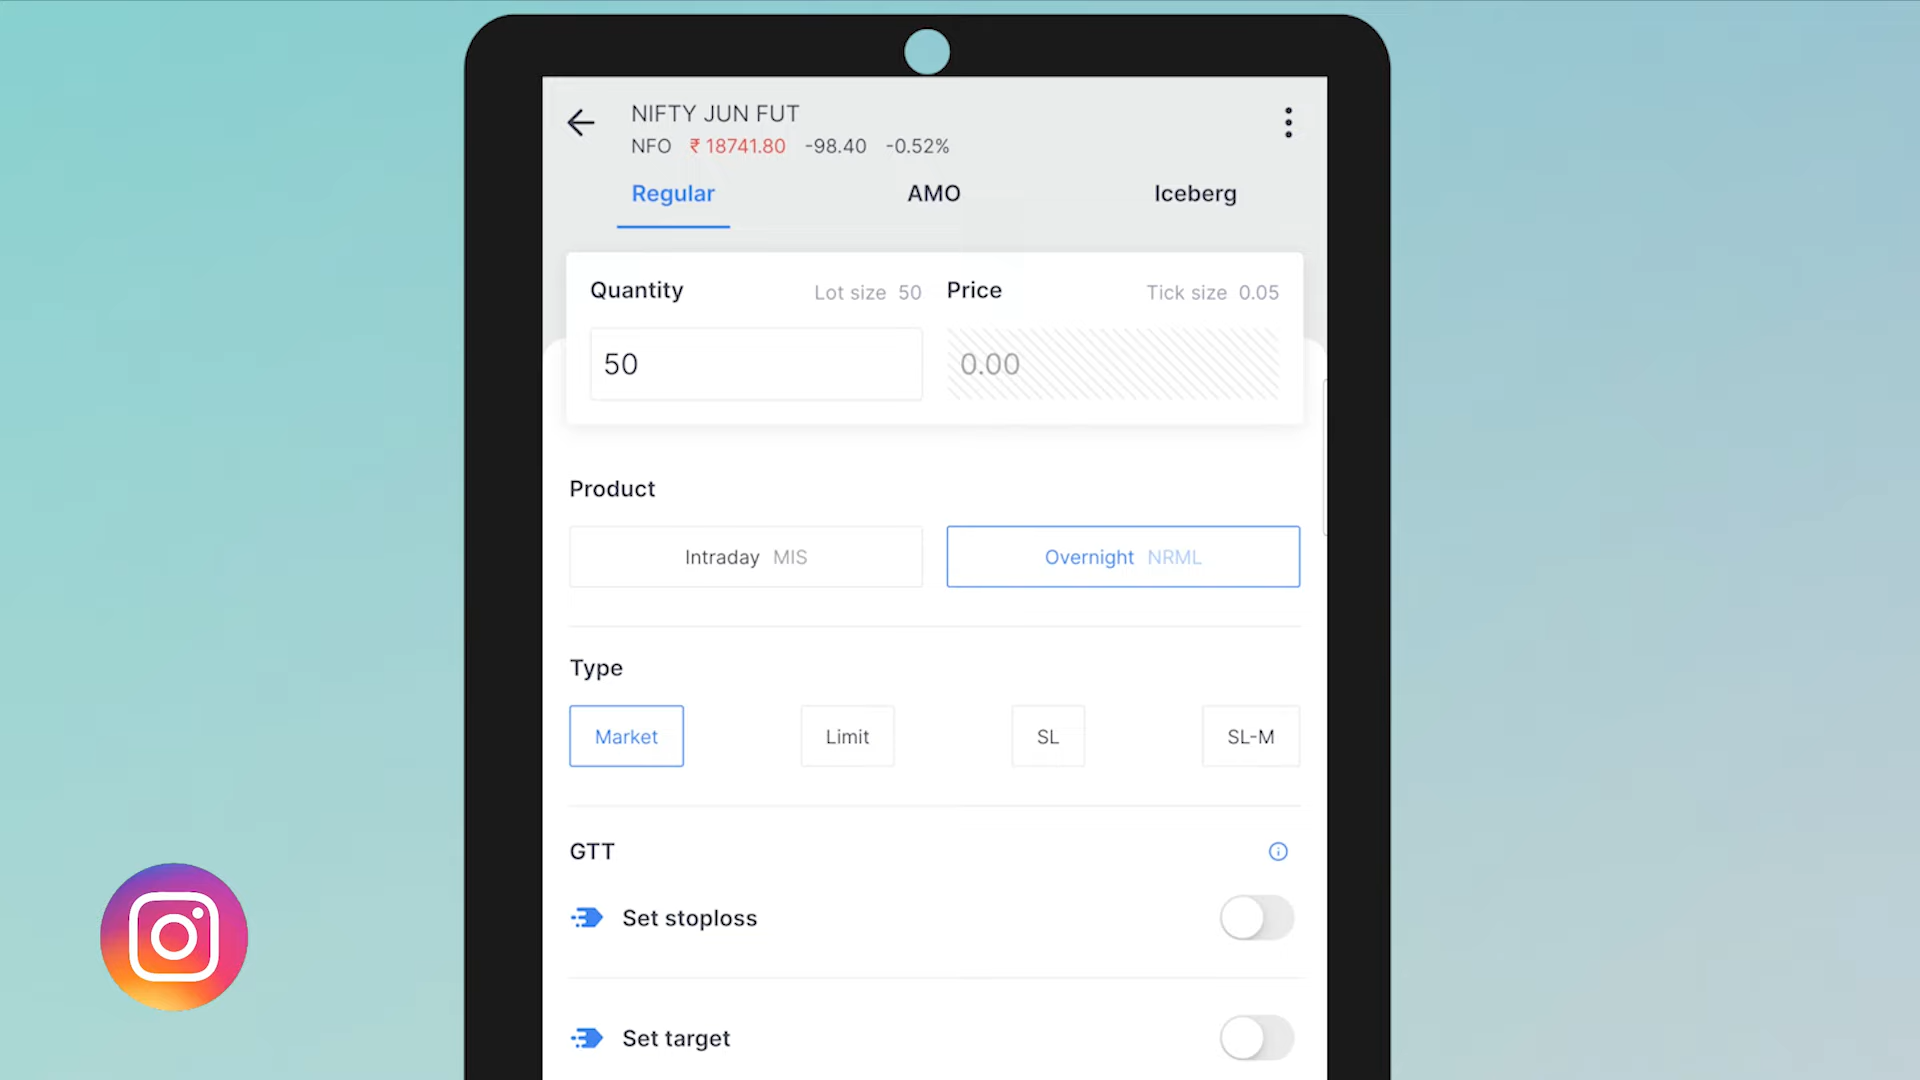 NIFTY JUN FUT
NFO ₹ 18741.80 -98.40 -0.52%
Regular AMO Iceberg
Quantity Lot size 50 Price Tick size 0.05
50 0.00
Product
Intraday MIS Overnight NRML
Type
Market Limit SL SL-M
GTT
Set stoploss
Set target